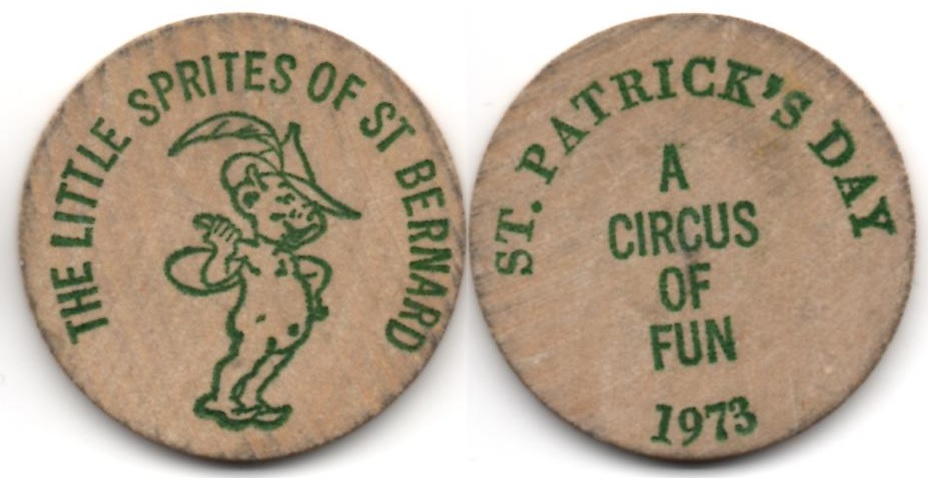 THE LITTLE SPRITES OF ST BERNARD
ST. PATRICK'S DAY
A
CIRCUS
OF
FUN
1973